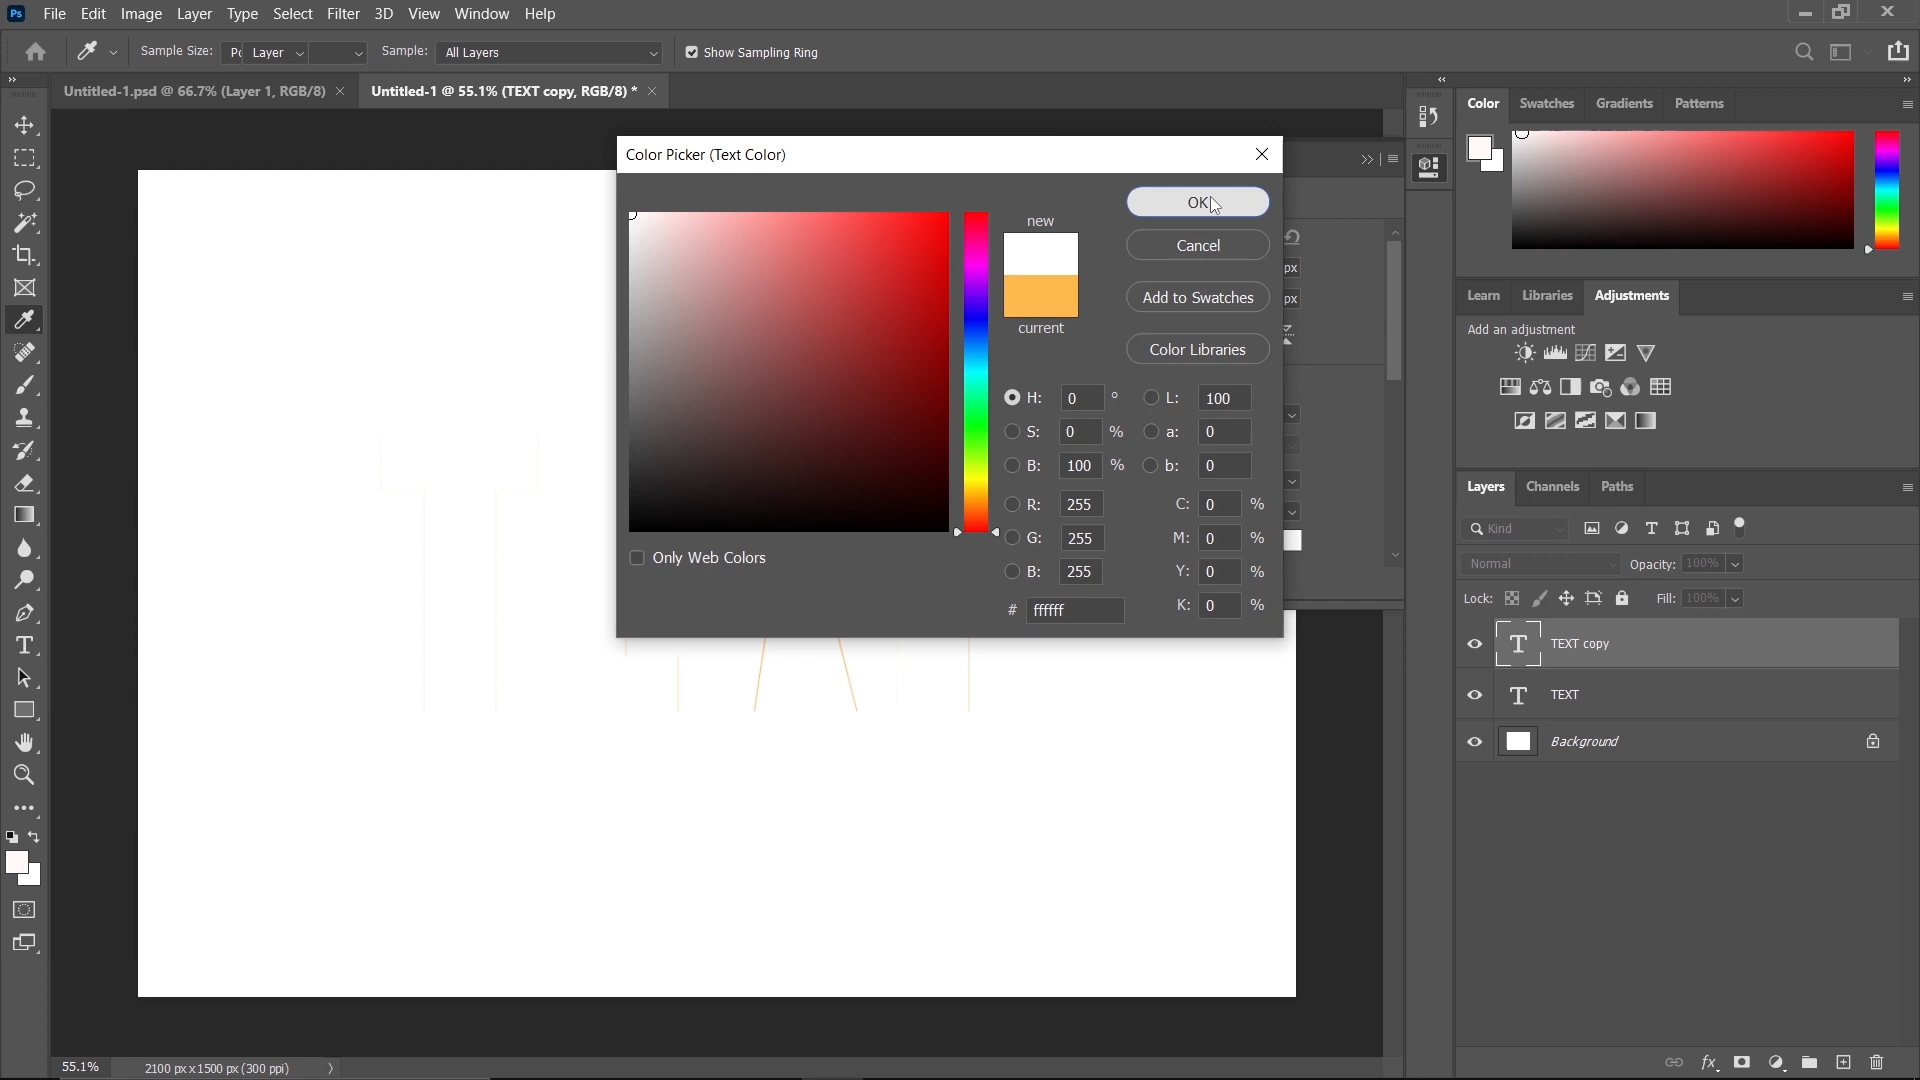 Ps File Edit Image Layer Type Select Filter 3D View Window Help
Sample Size: Layer Sample: All Layers Show Sampling Ring
Untitled-1.psd @ 66.7% (Layer 1, RGB/8) × Untitled-1 @ 55.1% (TEXT copy, RGB/8) * ×
Color Swatches Gradients Patterns
Color Picker (Text Color)
OK
new
Cancel
px
Add to Swatches
px
current
Color Libraries
H: 0 ° L: 100
S: 0 % a: 0
B: 100 % b: 0
R: 255 C: 0 %
G: 255 M: 0 %
Only Web Colors
B: 255 Y: 0 %
# ffffff K: 0 %
Learn Libraries Adjustments
Add an adjustment
Layers Channels Paths
Kind
Normal Opacity: 100%
Lock: Fill: 100%
T TEXT copy
T TEXT
Background
55.1% 2100 px x 1500 px (300 ppi)